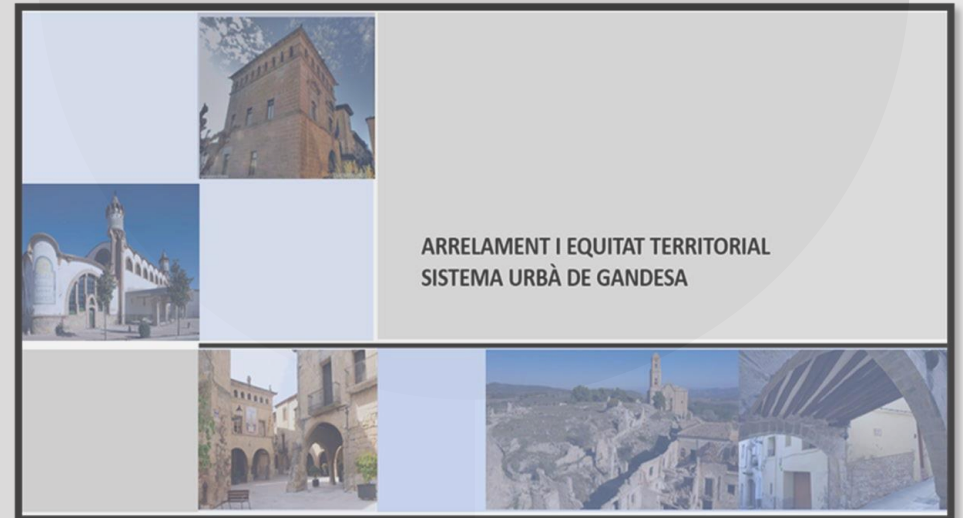 ARRELAMENT I EQUITAT TERRITORIAL
SISTEMA URBÀ DE GANDESA